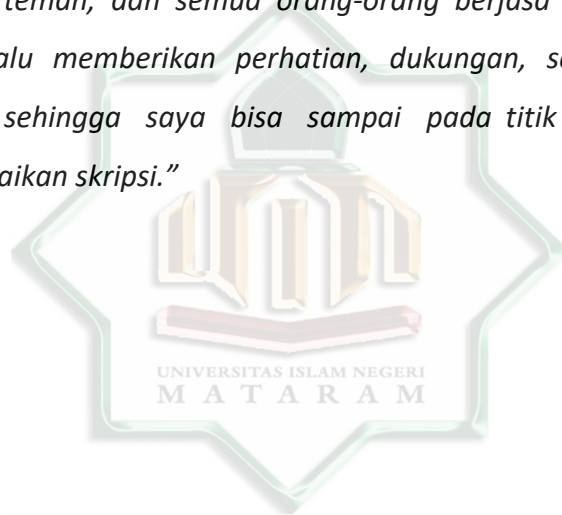 teman, dan semua orang-orang berjasa
alu memberikan perhatian, dukungan, s
sehingga saya bisa sampai pada titik
aikan skripsi.”
UNIVERSITAS ISLAM NEGERI
MATARAM